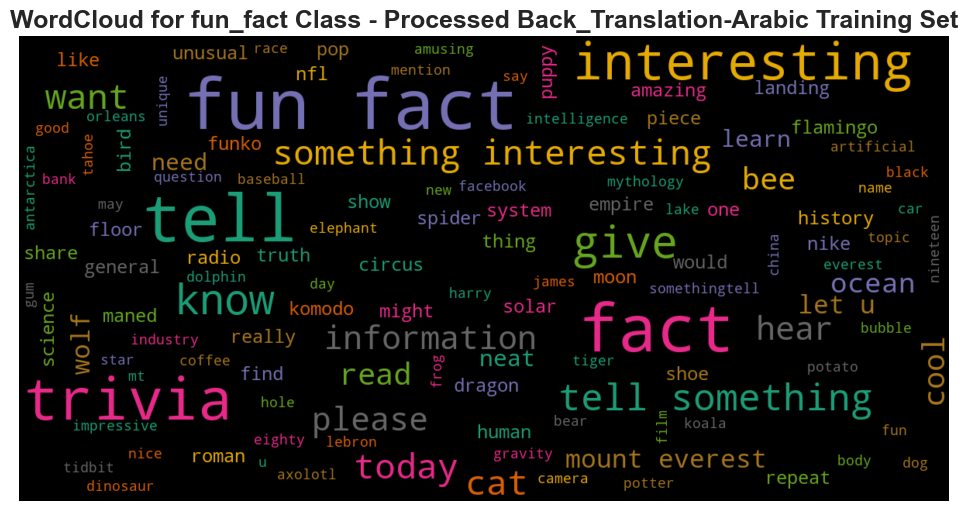 WordCloud for fun_fact Class - Processed Back_Translation-Arabic Training Set
like unusual race pop amusing interesting
want unique nfl mention say puppy amazing landing
fun fact
good orleans bird funko intelligence piece learn flamingo
tahoe need something interesting artificial
antarctica bank question baseball new facebook mythology bee black name
may tell show spider system empire lake one history car
floor elephant thing give nike topic nineteen
share general radio truth circus would china everest
gum dolphin day harry james moon somethingtell ocean
science maned know komodo might solar fact let u
wolf industry really information neat hear bubble
star coffee find read frog tiger shoe potato cool
mt trivia dragon tell something
impressive hole please human bear film koala
nice eighty lebron gravity fun
tidbit roman u axolotl today cat camera mount everest body dog
dinosaur potter repeat